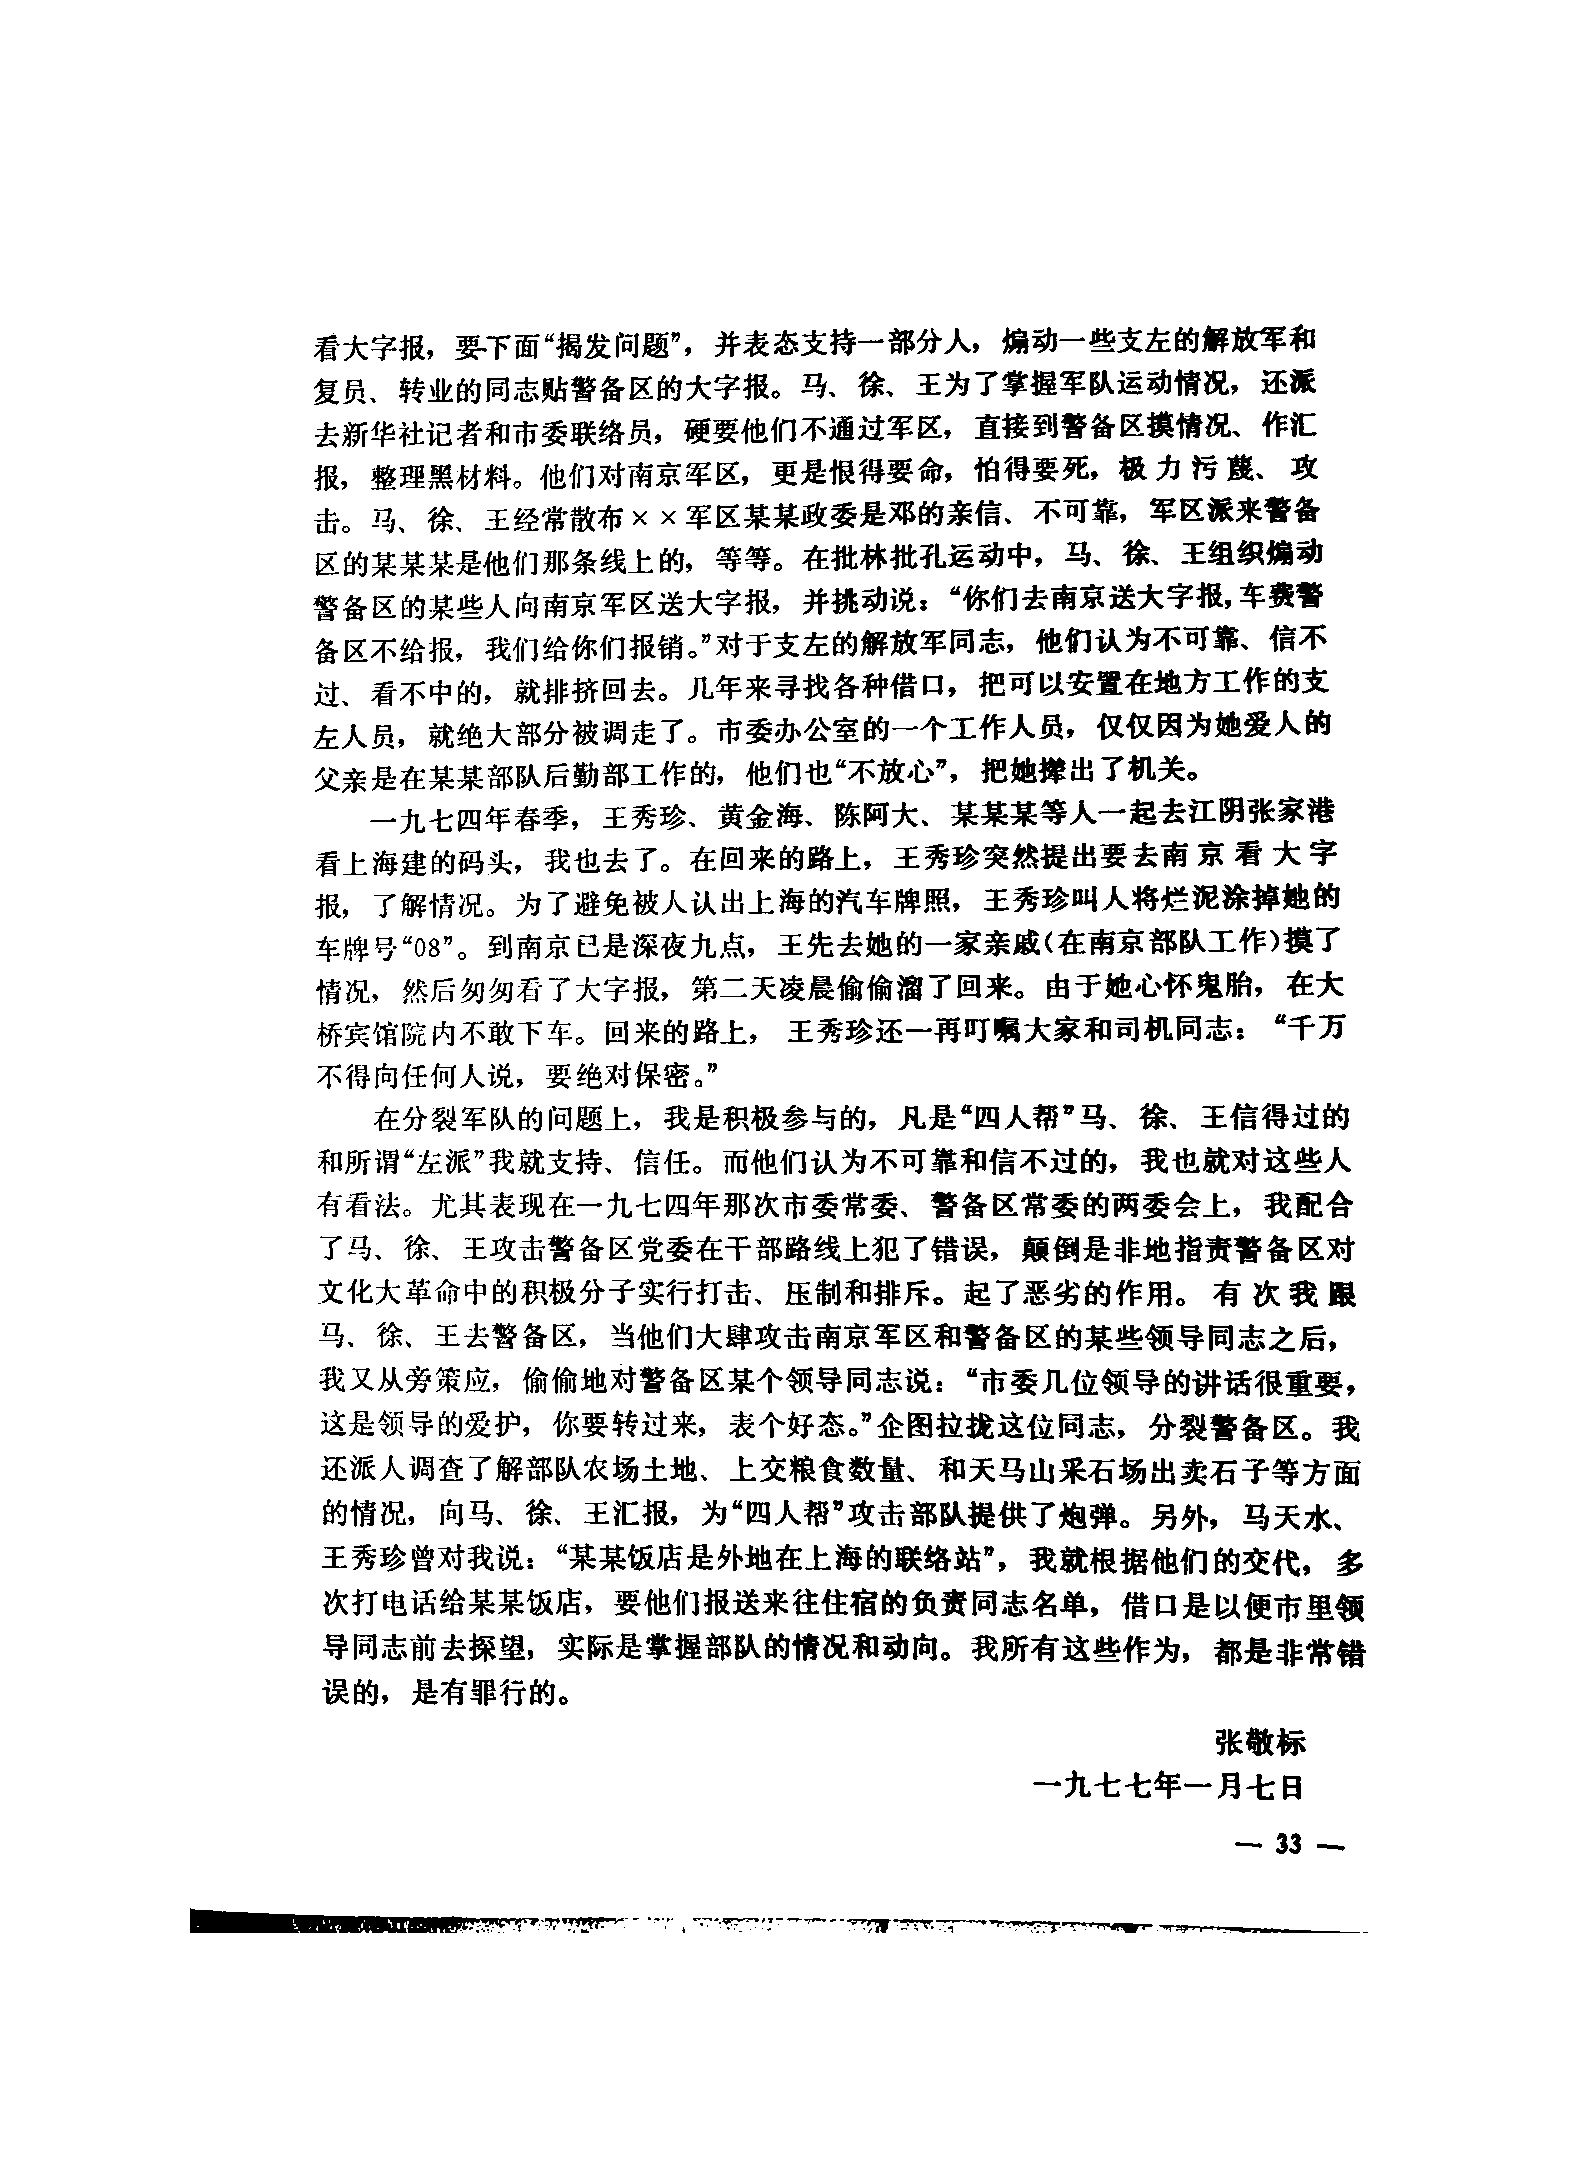 看大字报，要下面“揭发问题”，并表态支持一部分人，煽动一些支左的解放军和
复员、转业的同志贴警备区的大字报。马、徐、王为了掌握军队运动情况，还派
去新华社记者和市委联络员，硬要他们不通过军区，直接到警备区摸情况、作汇
报，整理黑材料。他们对南京军区，更是恨得要命，怕得要死，极力污蔑、攻
击。马、徐、王经常散布××军区某某政委是邓的亲信、不可靠，军区派来警备
区的某某某是他们那条线上的，等等。在批林批孔运动中，马、徐、王组织煽动
警备区的某些人向南京军区送大字报，并挑动说：“你们去南京送大字报,车费警
备区不给报，我们给你们报销。”对于支左的解放军同志，他们认为不可靠、信不
过、看不中的，就排挤回去。几年来寻找各种借口，把可以安置在地方工作的支
左人员，就绝大部分被调走了。市委办公室的一个工作人员，仅仅因为她爱人的
父亲是在某某部队后勤部工作的，他们也“不放心”，把她撵出了机关。
一九七四年春季，王秀珍、黄金海、陈阿大、某某某等人一起去江阴张家港
看上海建的码头，我也去了。在回来的路上，王秀珍突然提出要去南京看大字
报，了解情况。为了避免被人认出上海的汽车牌照，王秀珍叫人将烂泥涂掉她的
车牌号“08”。到南京已是深夜九点，王先去她的一家亲戚(在南京部队工作)摸了
情况，然后匆匆看了大字报，第二天凌晨偷偷溜了回来。由于她心怀鬼胎，在大
桥宾馆院内不敢下车。回来的路上，王秀珍还一再叮嘱大家和司机同志：“千万
不得向任何人说，要绝对保密。”
在分裂军队的问题上，我是积极参与的，凡是“四人帮”马、徐、王信得过的
和所谓“左派”我就支持、信任。而他们认为不可靠和信不过的，我也就对这些人
有看法。尤其表现在一九七四年那次市委常委、警备区常委的两委会上，我配合
了马、徐、王攻击警备区党委在干部路线上犯了错误，颠倒是非地指责警备区对
文化大革命中的积极分子实行打击、压制和排斥。起了恶劣的作用。有次我跟
马、徐、王去警备区，当他们大肆攻击南京军区和警备区的某些领导同志之后，
我又从旁策应，偷偷地对警备区某个领导同志说：“市委几位领导的讲话很重要，
这是领导的爱护，你要转过来，表个好态。”企图拉拢这位同志，分裂警备区。我
还派人调查了解部队农场土地、上交粮食数量、和天马山采石场出卖石子等方面
的情况，向马、徐、王汇报，为“四人帮”攻击部队提供了炮弹。另外，马天水、
王秀珍曾对我说：“某某饭店是外地在上海的联络站”，我就根据他们的交代，多
次打电话给某某饭店，要他们报送来往住宿的负责同志名单，借口是以便市里领
导同志前去探望，实际是掌握部队的情况和动向。我所有这些作为，都是非常错
误的，是有罪行的。
张敬标
一九七七年一月七日
— 33 —